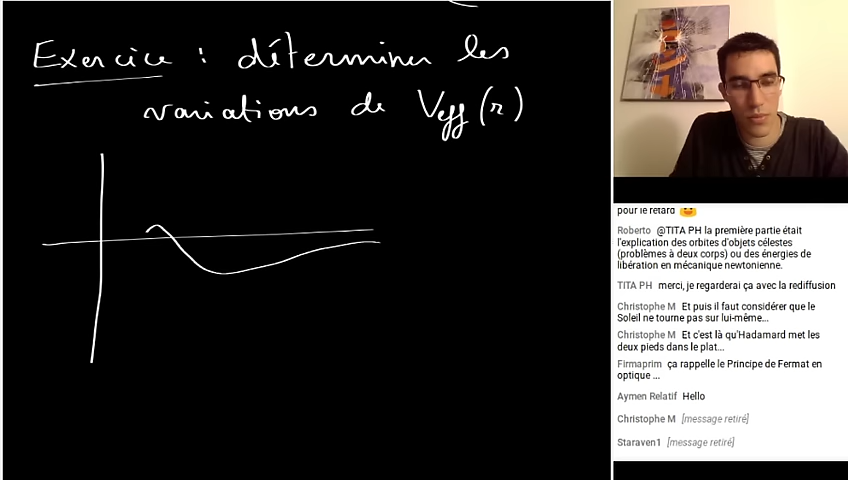 Exercice : déterminer les
variations de Veff(r)
pour le retard
Roberto @TITA PH la première partie était
l'explication des orbites d'objets célestes
(problèmes à deux corps) ou des énergies de
libération en mécanique newtonienne.
TITA PH merci, je regarderai ça avec la rediffusion
Christophe M Et puis il faut considérer que le
Soleil ne tourne pas sur lui-même...
Christophe M Et c'est là qu'Hadamard met les
deux pieds dans le plat...
Firmaprim ça rappelle le Principe de Fermat en
optique ...
Aymen Relatif Hello
Christophe M [message retiré]
Staraven1 [message retiré]